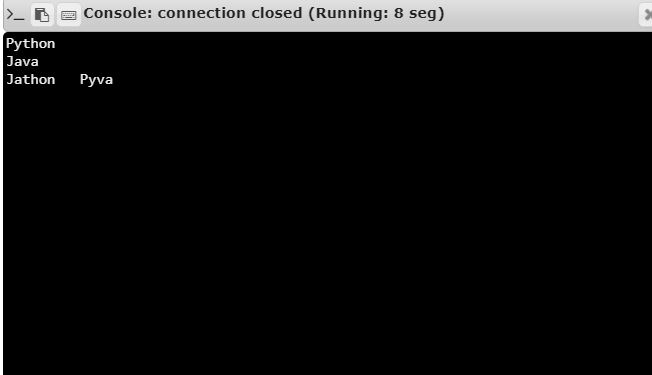 Console: connection closed (Running: 8 seg)
Python
Java
Jathon   Pyva